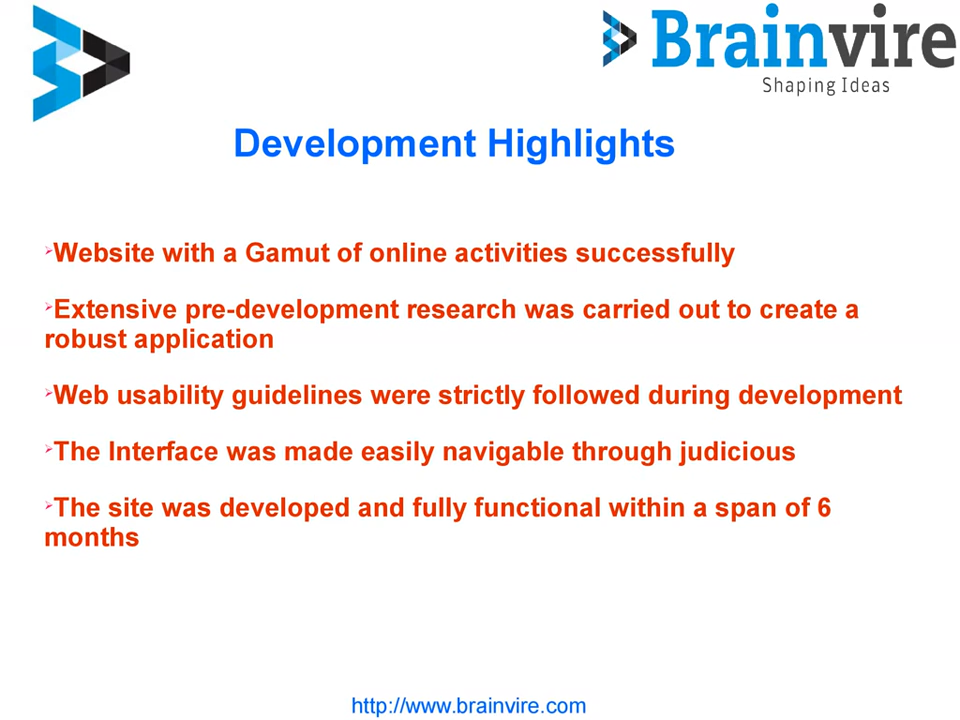 Brainvire
Shaping Ideas
Development Highlights
Website with a Gamut of online activities successfully
Extensive pre-development research was carried out to create a
robust application
Web usability guidelines were strictly followed during development
The Interface was made easily navigable through judicious
The site was developed and fully functional within a span of 6
months
http://www.brainvire.com